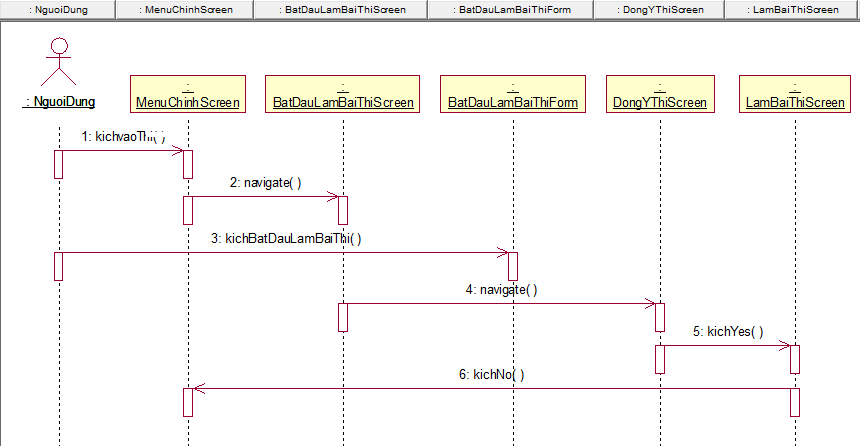 : NguoiDung
: MenuChinhScreen
: BatDauLamBaiThiScreen
: BatDauLamBaiThiForm
: DongYThiScreen
: LamBaiThiScreen
: NguoiDung
:
MenuChinhScreen
:
BatDauLamBaiThiScreen
:
BatDauLamBaiThiForm
:
DongYThiScreen
:
LamBaiThiScreen
1: kichvaoThi( )
2: navigate( )
3: kichBatDauLamBaiThi( )
4: navigate( )
5: kichYes( )
6: kichNo( )